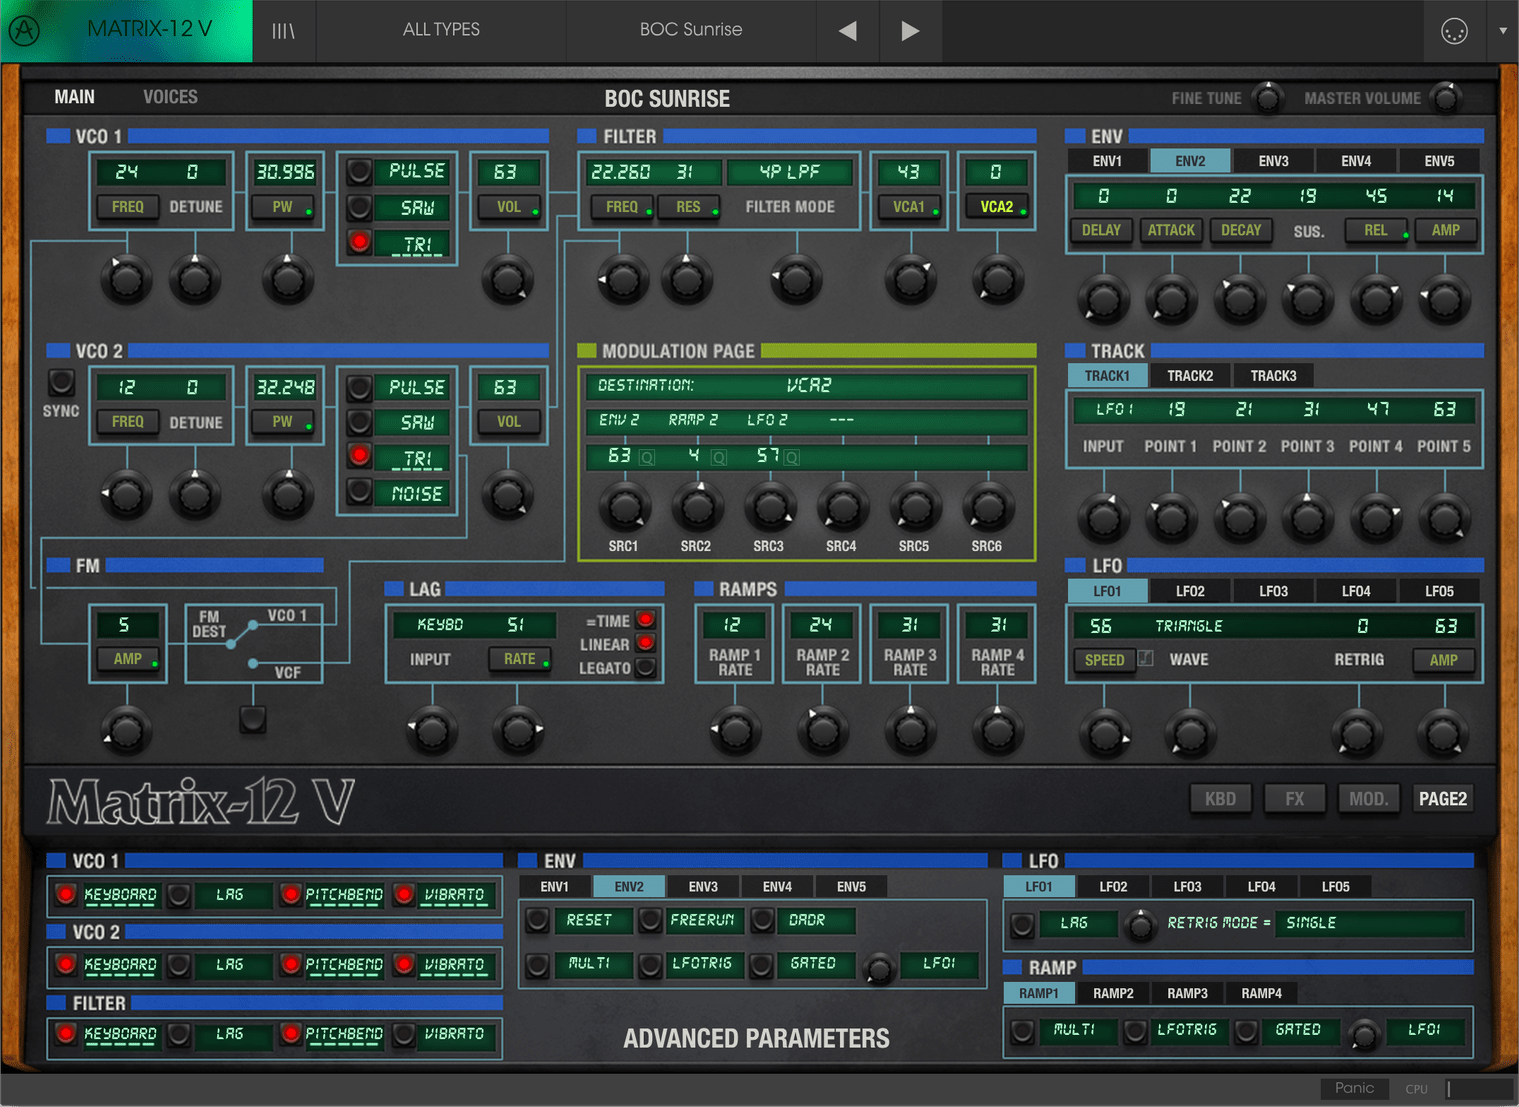 MATRIX-12 V
ALL TYPES
BOC Sunrise
MAIN VOICES
BOC SUNRISE
FINE TUNE MASTER VOLUME
VCO 1
24 0 30.996 PULSE 63
FREQ DETUNE PW SAW VOL
TRI
FILTER
22.260 31 4P LPF 43 0
FREQ RES FILTER MODE VCA1 VCA2
ENV
ENV1 ENV2 ENV3 ENV4 ENV5
0 0 22 19 45 14
DELAY ATTACK DECAY SUS. REL AMP
VCO 2
SYNC
12 0 32.248 PULSE 63
FREQ DETUNE PW SAW VOL
TRI
NOISE
MODULATION PAGE
DESTINATION: VCA2
ENV 2 RAMP 2 LFO 2 ---
63 Q 4 Q 57 Q
SRC1 SRC2 SRC3 SRC4 SRC5 SRC6
TRACK
TRACK1 TRACK2 TRACK3
LFO1 19 21 31 47 63
INPUT POINT 1 POINT 2 POINT 3 POINT 4 POINT 5
FM
5
AMP
FM DEST VCO 1
VCF
LAG
KEYBD 51
INPUT RATE
=TIME
LINEAR
LEGATO
RAMPS
12 24 31 31
RAMP 1 RAMP 2 RAMP 3 RAMP 4
RATE RATE RATE RATE
LFO
LFO1 LFO2 LFO3 LFO4 LFO5
56 TRIANGLE 0 63
SPEED WAVE RETRIG AMP
Matrix-12 V
KBD FX MOD. PAGE2
VCO 1
KEYBOARD LAG PITCHBEND VIBRATO
VCO 2
KEYBOARD LAG PITCHBEND VIBRATO
FILTER
KEYBOARD LAG PITCHBEND VIBRATO
ENV
ENV1 ENV2 ENV3 ENV4 ENV5
RESET FREERUN DADR
MULTI LFOTRIG GATED LFO1
ADVANCED PARAMETERS
LFO
LFO1 LFO2 LFO3 LFO4 LFO5
LAG RETRIG MODE = SINGLE
RAMP
RAMP1 RAMP2 RAMP3 RAMP4
MULTI LFOTRIG GATED LFO1
Panic CPU